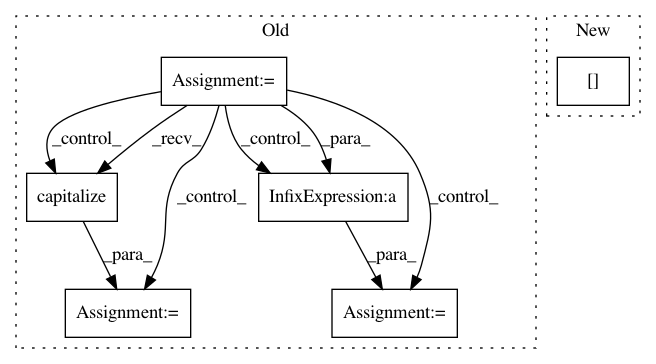 Old
New
Assignment:=
[]
_control_
_recv_
_control_
_para_
_control_
_control_
capitalize
InfixExpression:a
_para_
_para_
Assignment:=
Assignment:=